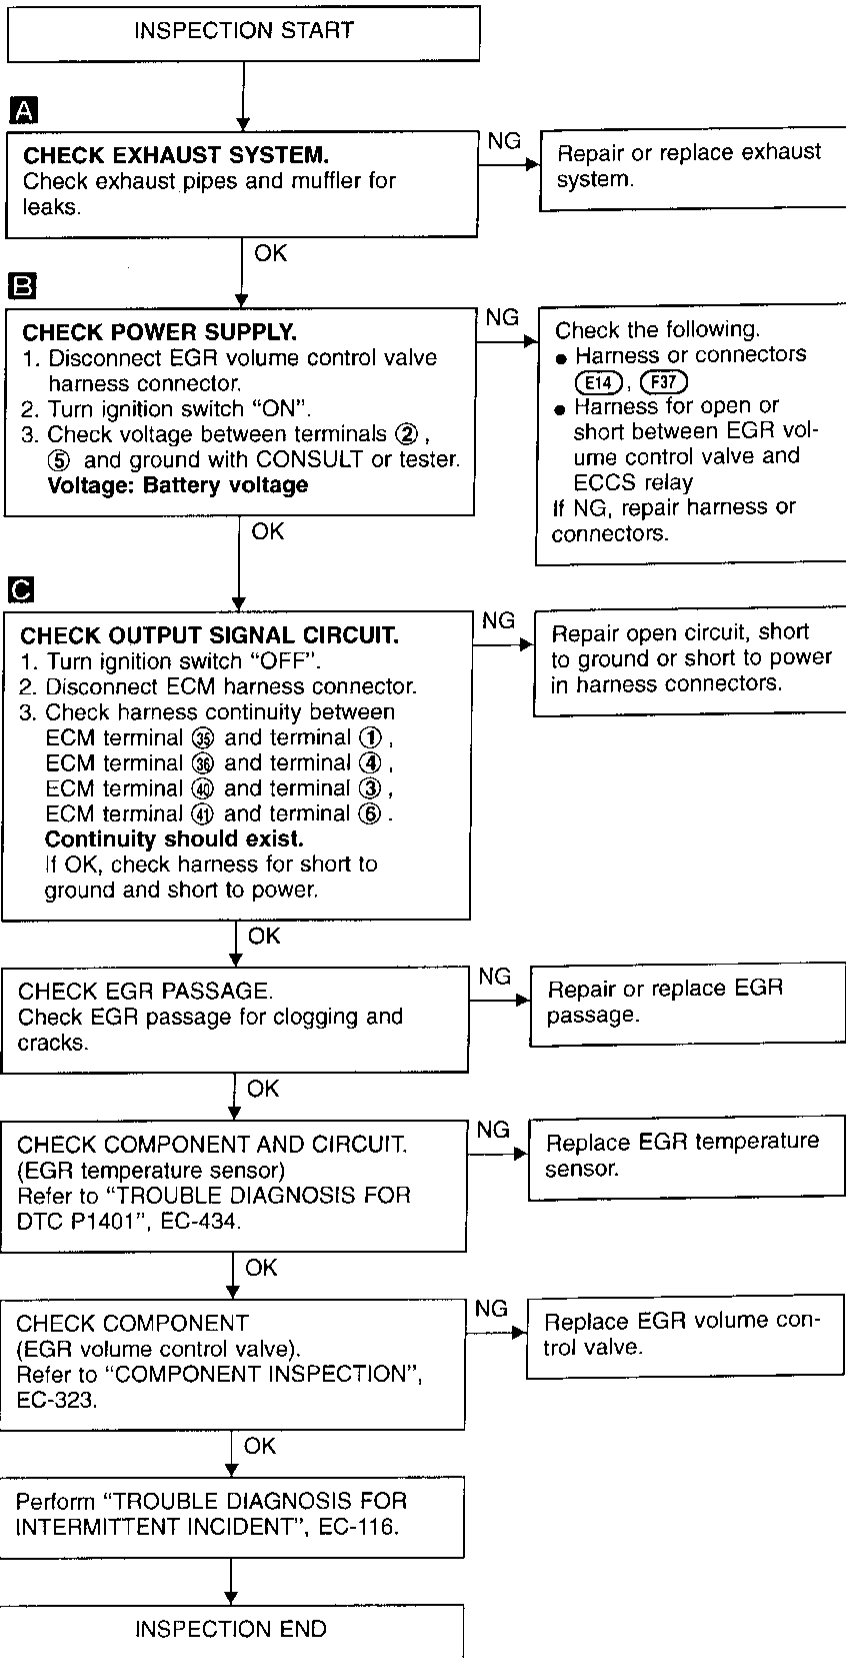 INSPECTION START
A
CHECK EXHAUST SYSTEM.
Check exhaust pipes and muffler for
leaks.
NG
Repair or replace exhaust
system.
OK
B
CHECK POWER SUPPLY.
1. Disconnect EGR volume control valve
harness connector.
2. Turn ignition switch “ON”.
3. Check voltage between terminals ②,
⑤ and ground with CONSULT or tester.
Voltage: Battery voltage
NG
Check the following.
● Harness or connectors
E14, F37
● Harness for open or
short between EGR vol-
ume control valve and
ECCS relay
If NG, repair harness or
connectors.
OK
C
CHECK OUTPUT SIGNAL CIRCUIT.
1. Turn ignition switch “OFF”.
2. Disconnect ECM harness connector.
3. Check harness continuity between
ECM terminal ㉟ and terminal ①,
ECM terminal ㊱ and terminal ④,
ECM terminal ㊵ and terminal ③,
ECM terminal ㊶ and terminal ⑥.
Continuity should exist.
If OK, check harness for short to
ground and short to power.
NG
Repair open circuit, short
to ground or short to power
in harness connectors.
OK
CHECK EGR PASSAGE.
Check EGR passage for clogging and
cracks.
NG
Repair or replace EGR
passage.
OK
CHECK COMPONENT AND CIRCUIT.
(EGR temperature sensor)
Refer to “TROUBLE DIAGNOSIS FOR
DTC P1401”, EC-434.
NG
Replace EGR temperature
sensor.
OK
CHECK COMPONENT
(EGR volume control valve).
Refer to “COMPONENT INSPECTION”,
EC-323.
NG
Replace EGR volume con-
trol valve.
OK
Perform “TROUBLE DIAGNOSIS FOR
INTERMITTENT INCIDENT”, EC-116.
INSPECTION END